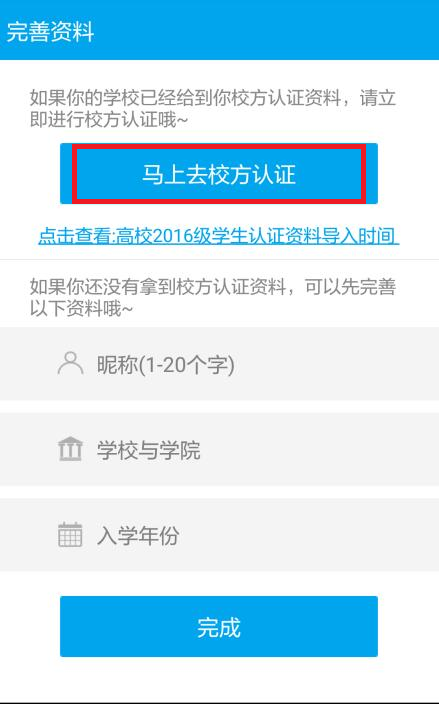 完善资料
如果你的学校已经给到你校方认证资料，请立
即进行校方认证哦~
马上去校方认证
点击查看:高校2016级学生认证资料导入时间
如果你还没有拿到校方认证资料，可以先完善
以下资料哦~
昵称(1-20个字)
学校与学院
入学年份
完成